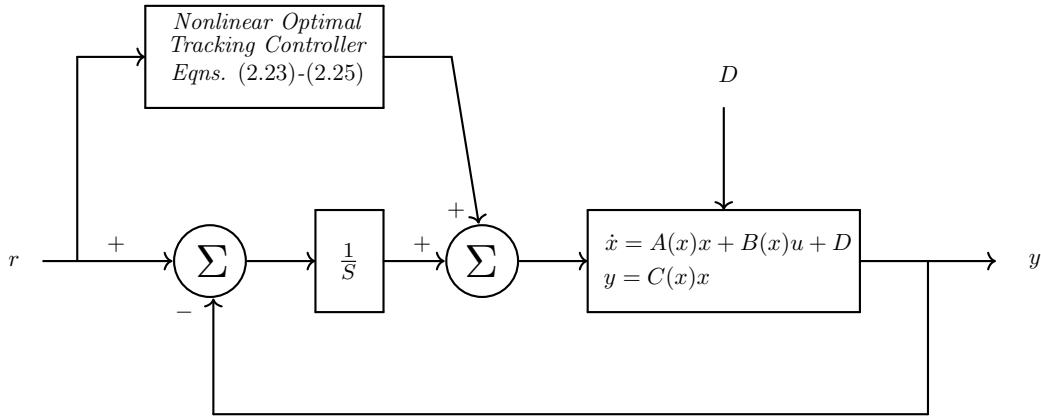 Nonlinear Optimal
Tracking Controller
Eqns. (2.23)-(2.25)
D
+
r
+
∑
1
S
+
∑
ẋ = A(x)x + B(x)u + D
y = C(x)x
y
−